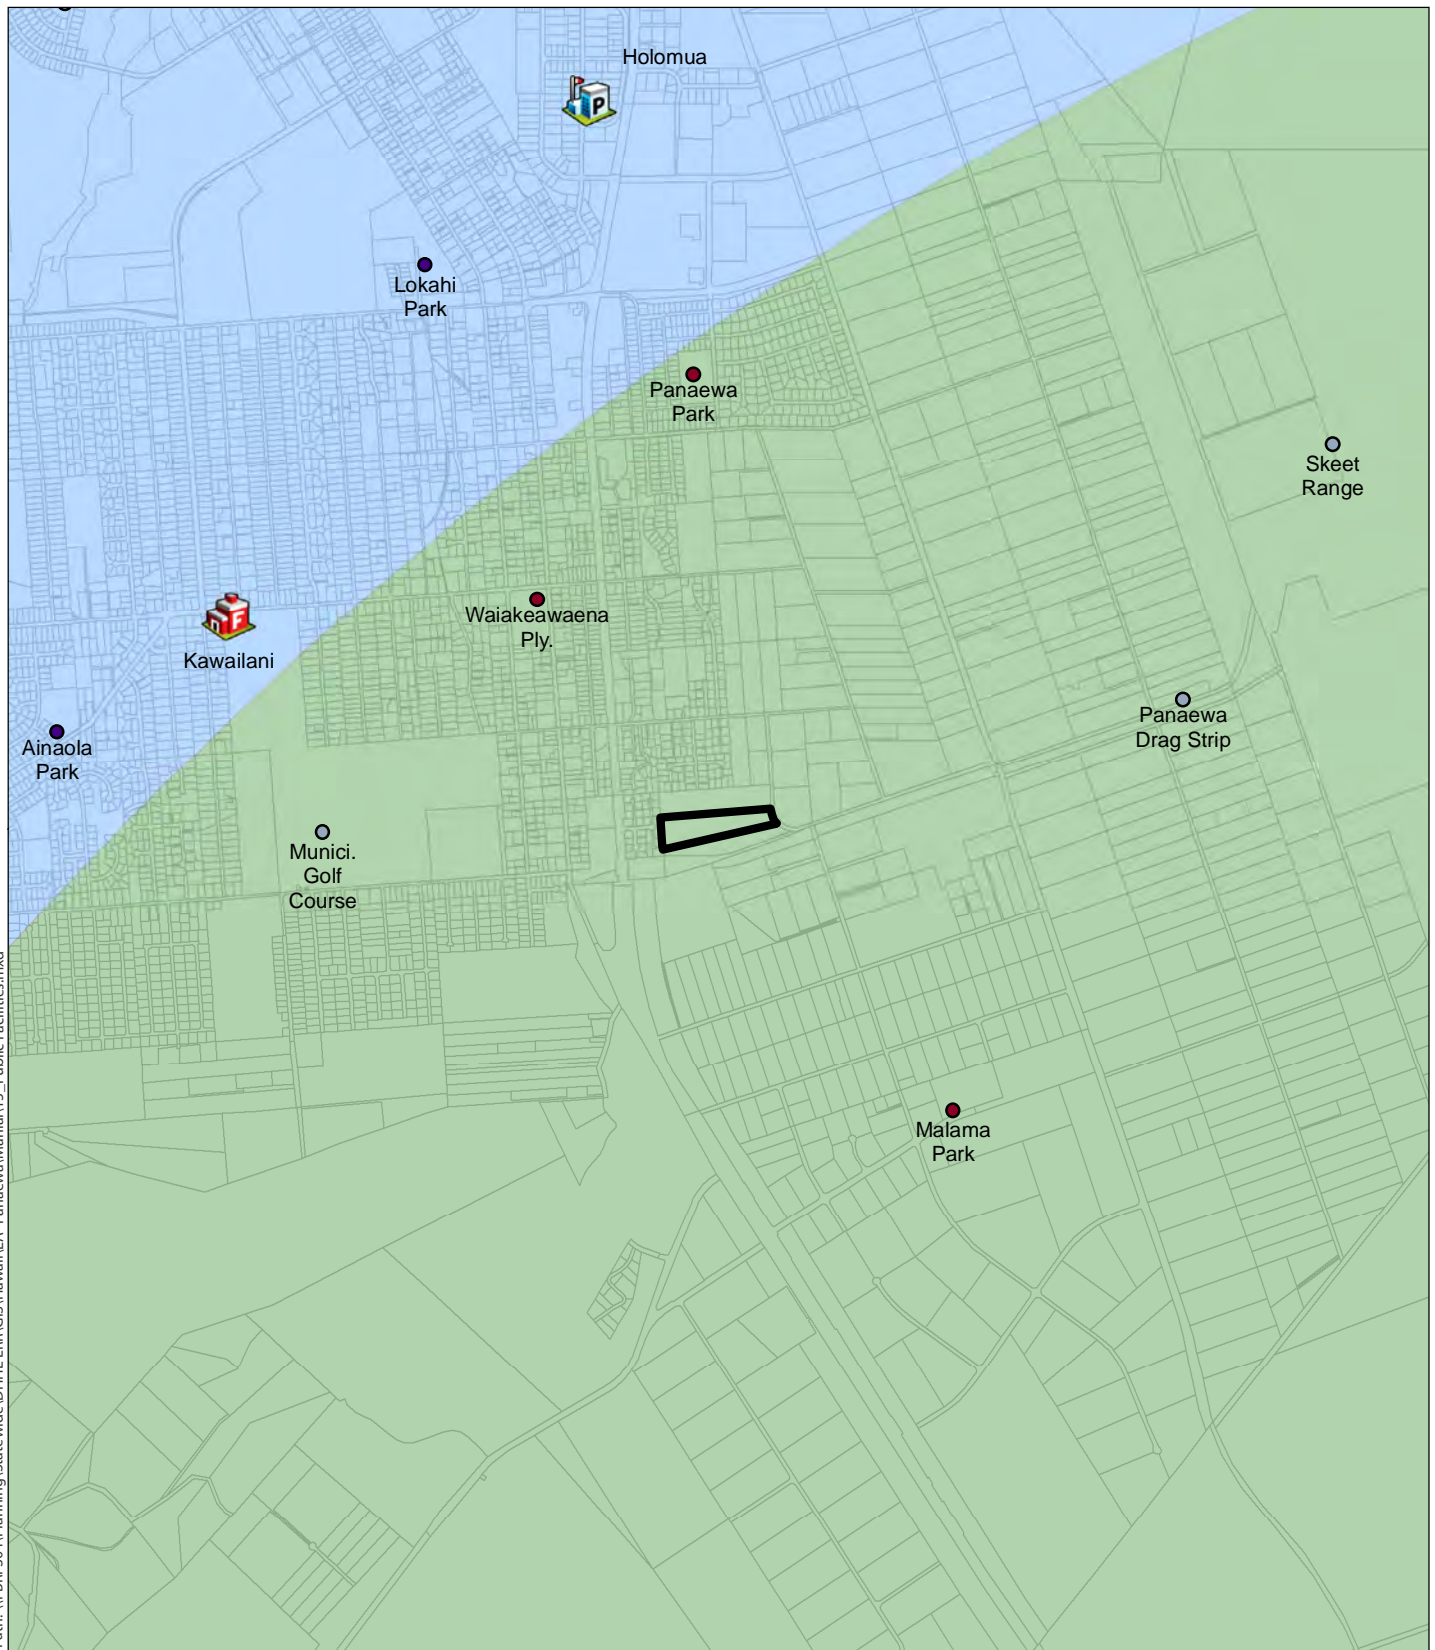 Holomua
P
Lokahi
Park
Panaewa
Park
Skeet
Range
Waiakeawaena
Ply.
F
Kawailani
Panaewa
Drag Strip
Ainaola
Park
Munici.
Golf
Course
Malama
Park